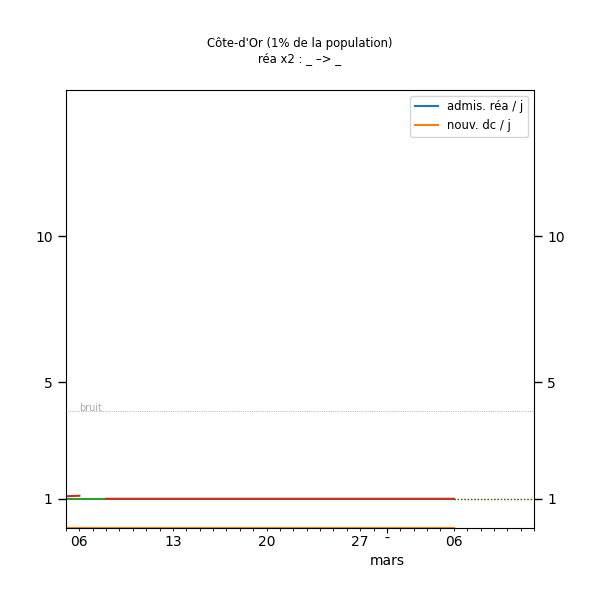 Côte-d'Or (1% de la population)
réa x2 : _ –> _
admis. réa / j
nouv. dc / j
10
10
5
5
bruit
1
1
06
13
20
27
-
06
mars